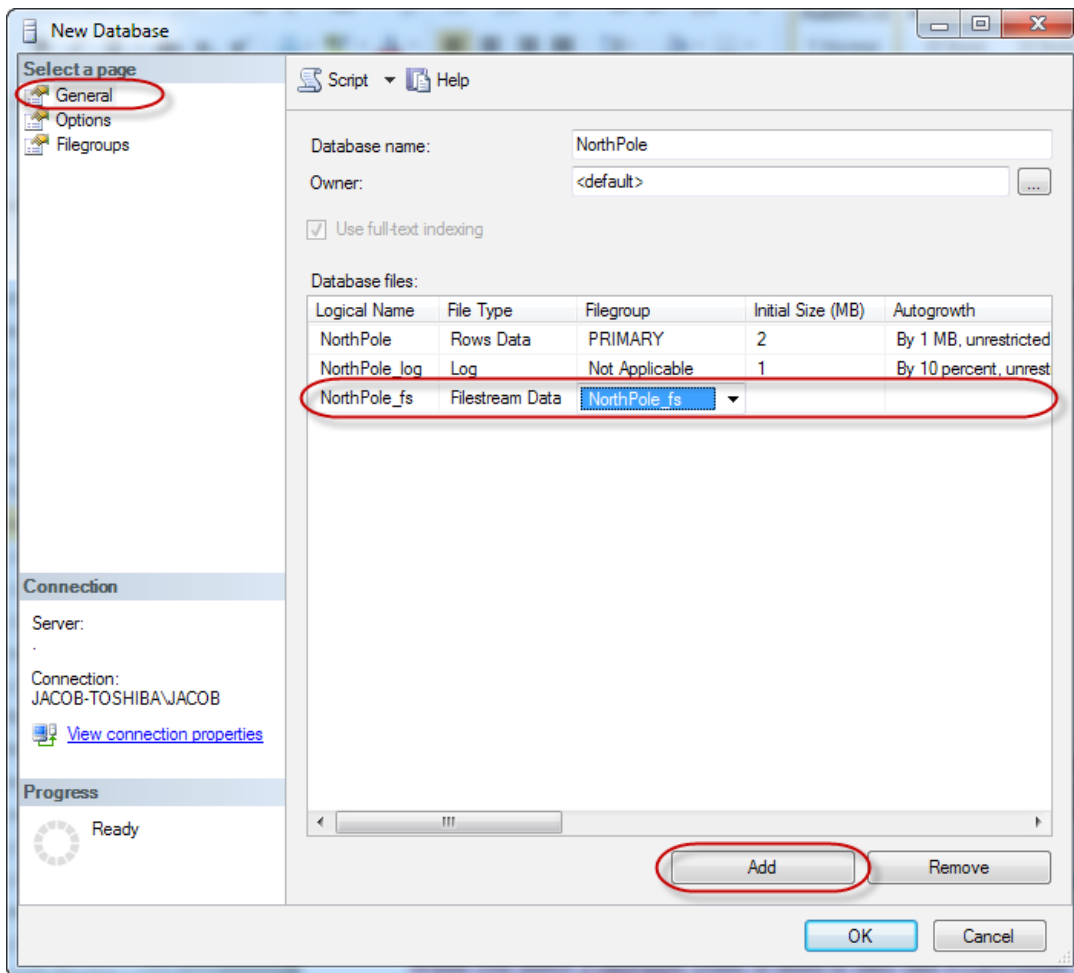 New Database
Select a page
General
Options
Filegroups
Script Help
Database name: NorthPole
Owner: <default> ...
Use full-text indexing
Database files:
Logical Name File Type Filegroup Initial Size (MB) Autogrowth
NorthPole Rows Data PRIMARY 2 By 1 MB, unrestricted
NorthPole_log Log Not Applicable 1 By 10 percent, unrest
NorthPole_fs Filestream Data NorthPole_fs
Connection
Server:
.
Connection:
JACOB-TOSHIBA\JACOB
View connection properties
Progress
Ready
Add Remove
OK Cancel